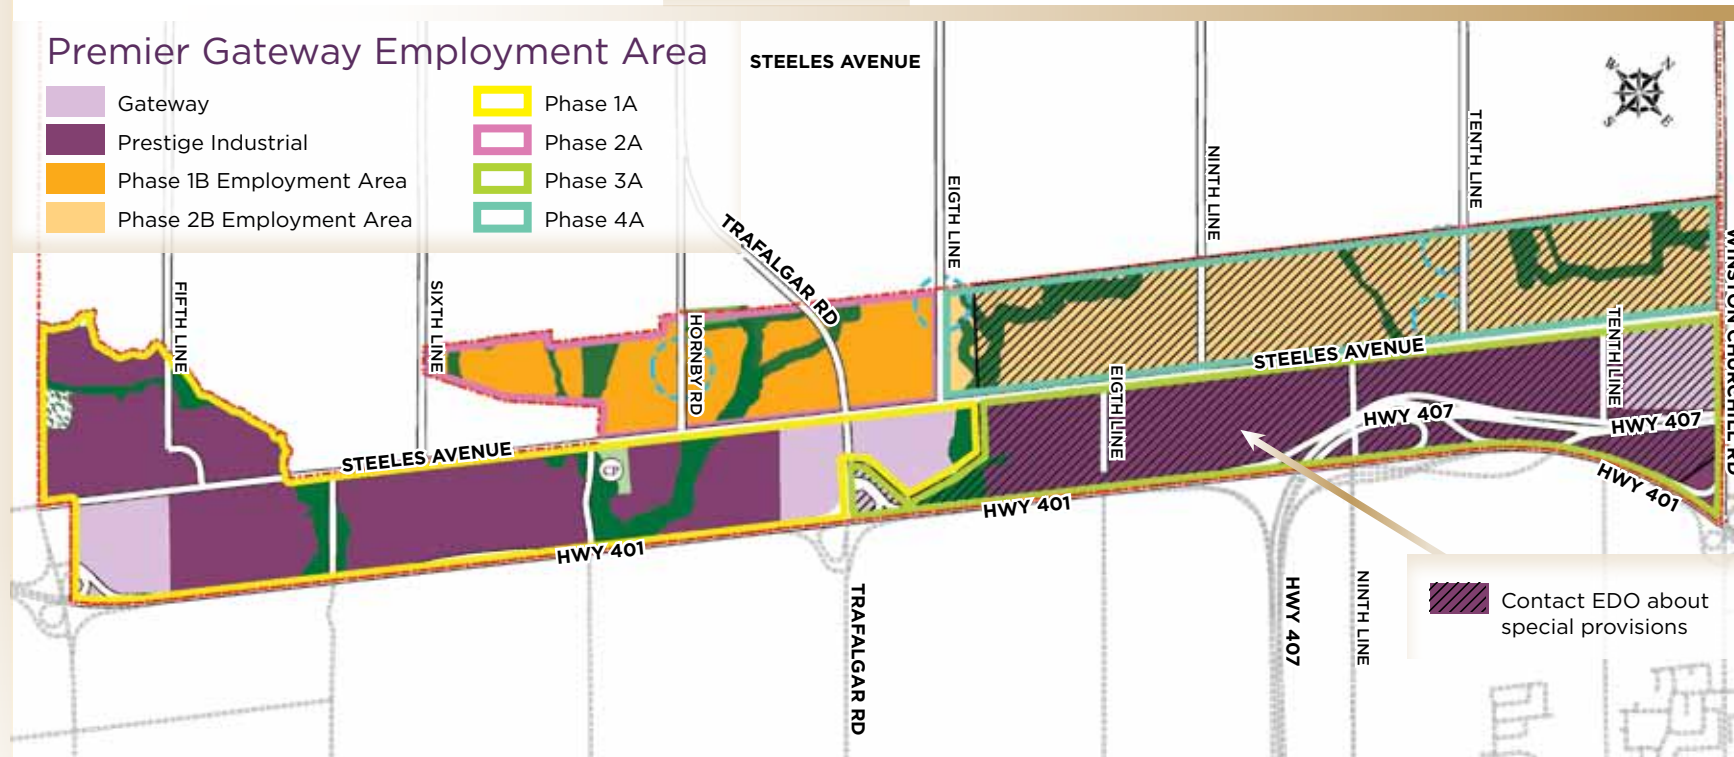 Premier Gateway Employment Area
Gateway
Prestige Industrial
Phase 1B Employment Area
Phase 2B Employment Area
Phase 1A
Phase 2A
Phase 3A
Phase 4A
STEELES AVENUE
W
N
S
E
TENTH LINE
NINTH LINE
EIGTH LINE
TRAFALGAR RD
WINSTON CHURCHILL RD
FIFTH LINE
SIXTH LINE
HORNBY RD
TENTH LINE
STEELES AVENUE
EIGTH LINE
HWY 407
HWY 407
STEELES AVENUE
CP
HWY 401
HWY 401
HWY 401
TRAFALGAR RD
HWY 407
NINTH LINE
Contact EDO about
special provisions